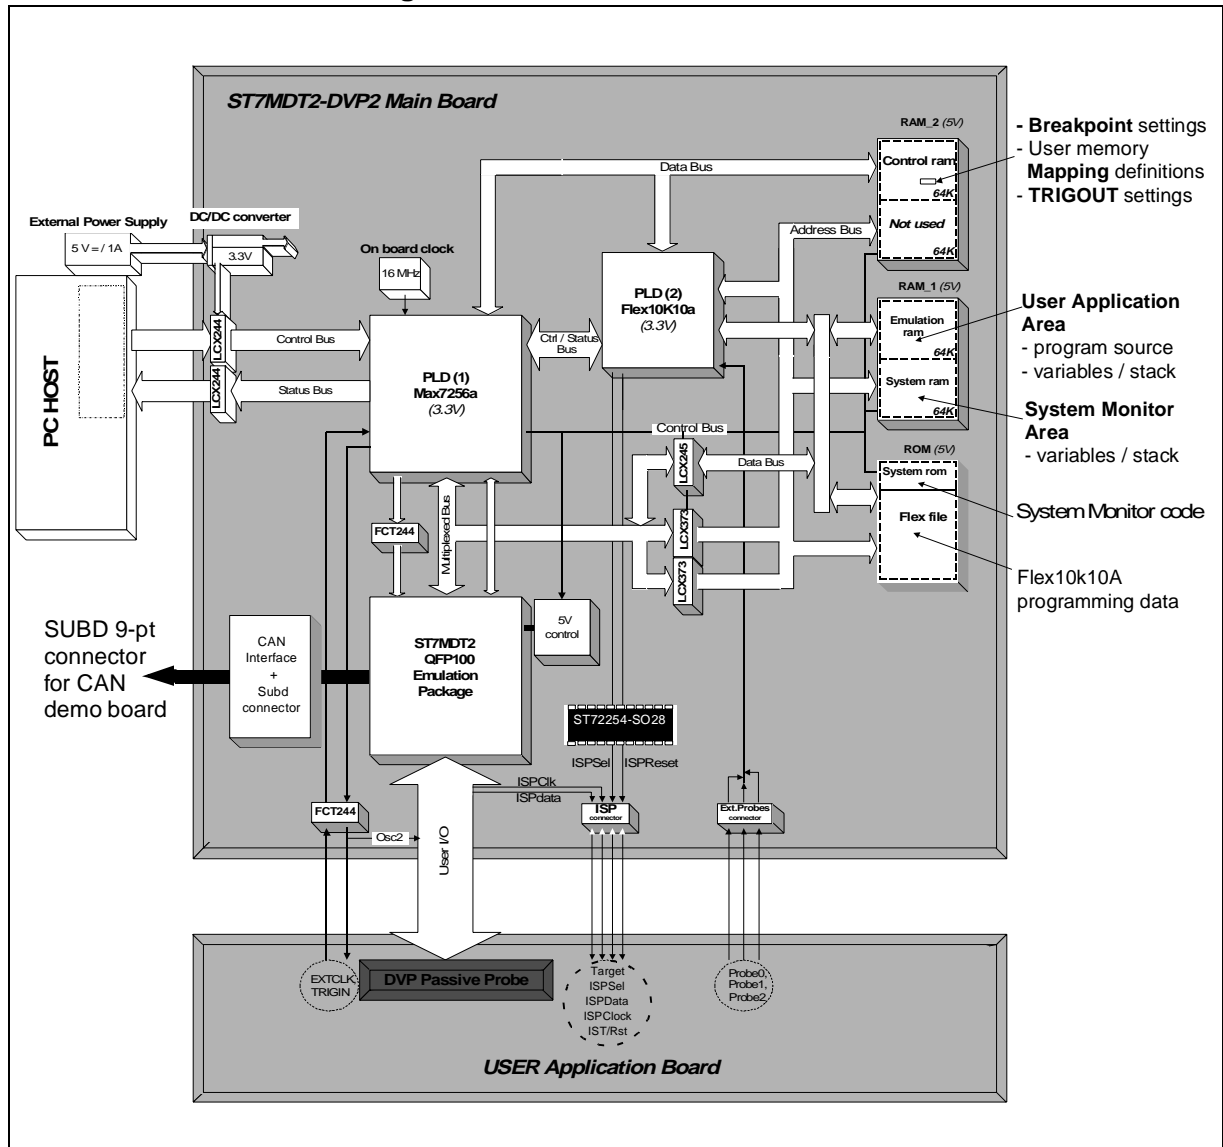 ST7MDT2-DVP2 Main Board
RAM_2 (5V)
Control ram
64K
Not used
64K
- Breakpoint settings
- User memory
Mapping definitions
- TRIGOUT settings
Data Bus
Address Bus
External Power Supply
5 V = / 1A
DC/DC converter
3.3V
On board clock
16 MHz
PC HOST
LCX244
LCX244
Control Bus
Status Bus
PLD (1)
Max7256a
(3.3V)
Ctrl / Status
Bus
PLD (2)
Flex10K10a
(3.3V)
RAM_1 (5V)
Emulation
ram
64K
System ram
64K
User Application
Area
- program source
- variables / stack
System Monitor
Area
- variables / stack
Control Bus
LCX245
Data Bus
LCX373
LCX373
ROM (5V)
System rom
Flex file
System Monitor code
Flex10k10A
programming data
FCT244
Multiplexed Bus
ST7MDT2
QFP100
Emulation
Package
5V
control
CAN
Interface
+
Subd
connector
SUBD 9-pt
connector
for CAN
demo board
ST72254-SO28
ISPSel
ISPReset
ISPClk
ISPdata
FCT244
Osc2
User I/O
ISP
connector
Ext.Probes
connector
EXTCLK,
TRIGIN
DVP Passive Probe
Target
ISPSel
ISPData
ISPClock
IST/Rst
Probe0,
Probe1,
Probe2,
USER Application Board